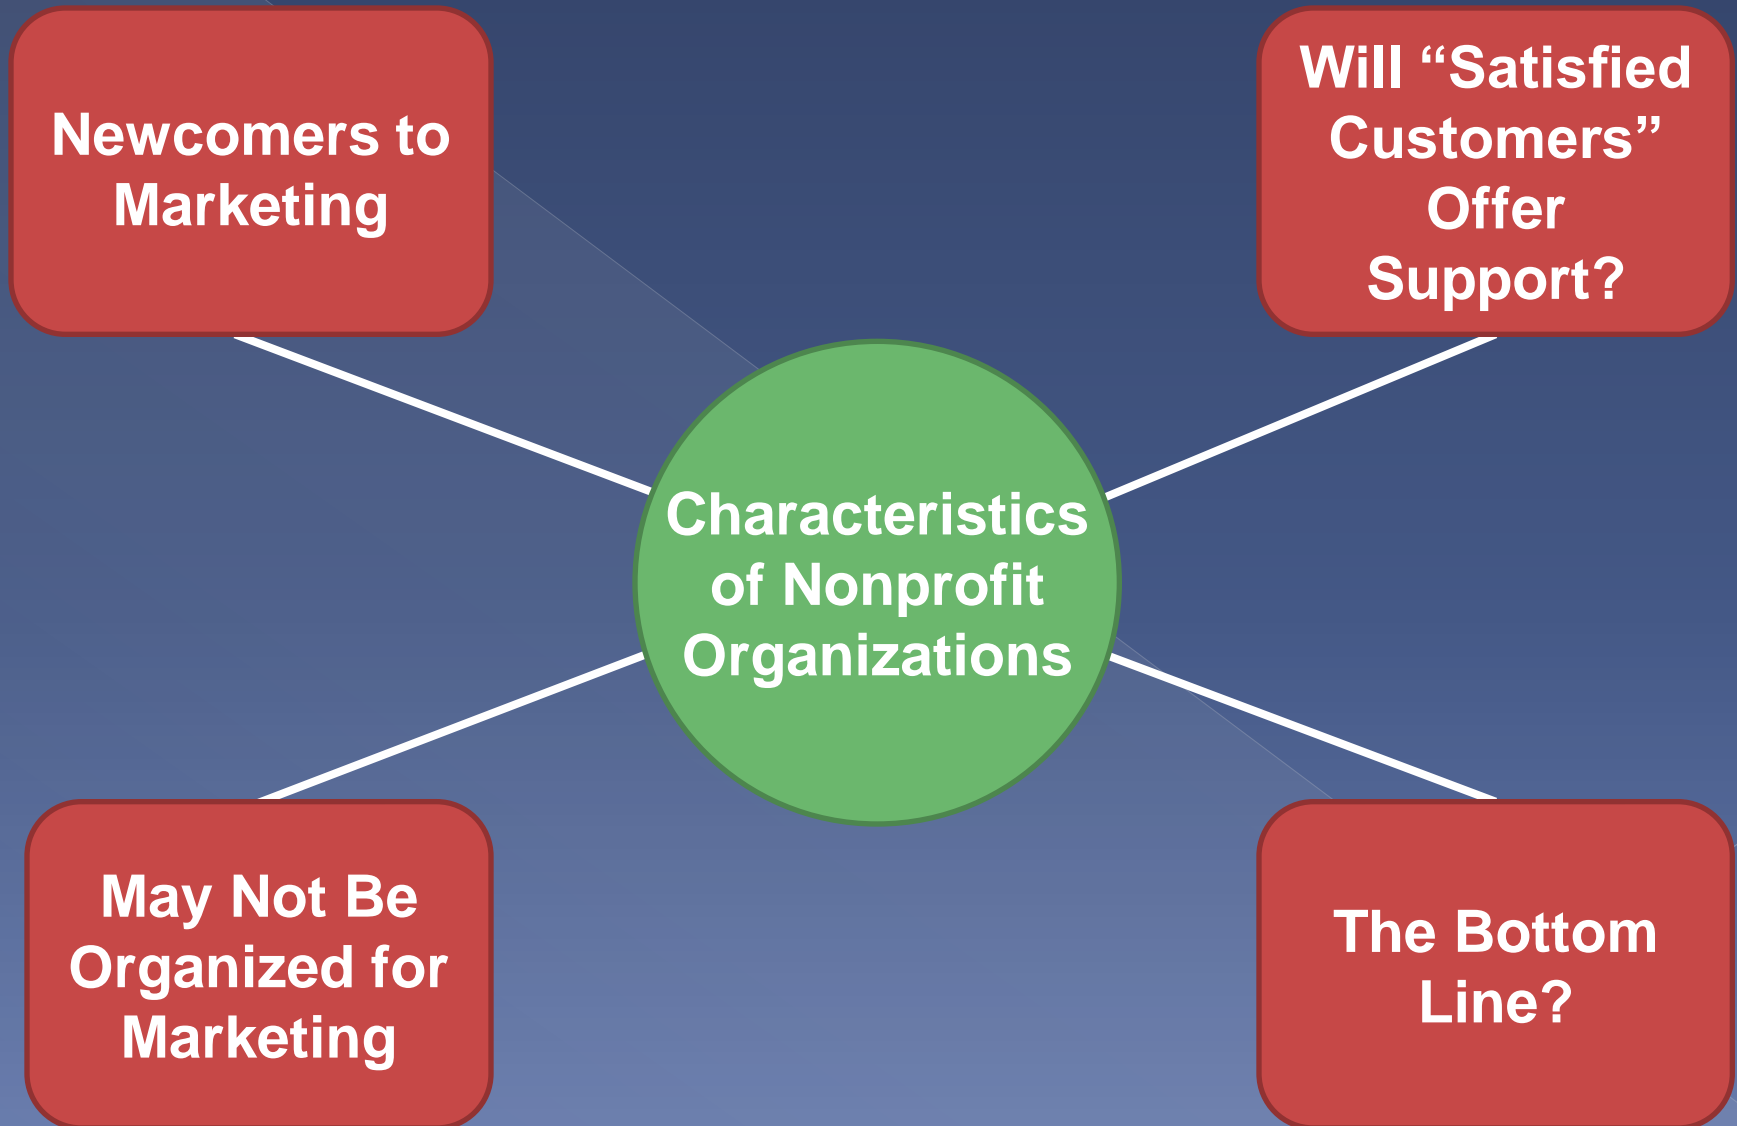 Newcomers to
Marketing
Will “Satisfied
Customers”
Offer
Support?
Characteristics
of Nonprofit
Organizations
May Not Be
Organized for
Marketing
The Bottom
Line?